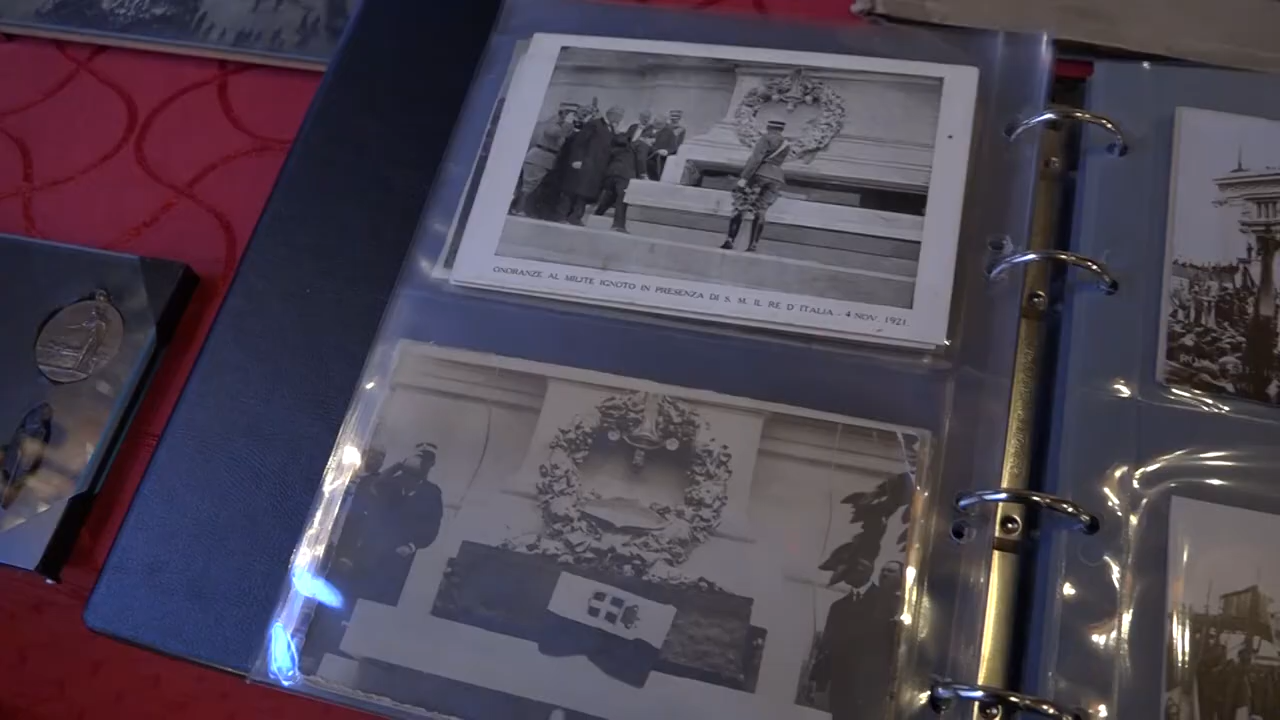 ONORANZE AL MILITE IGNOTO IN PRESENZA DI S. M. IL RE D'ITALIA - 4 NOV. 1921.